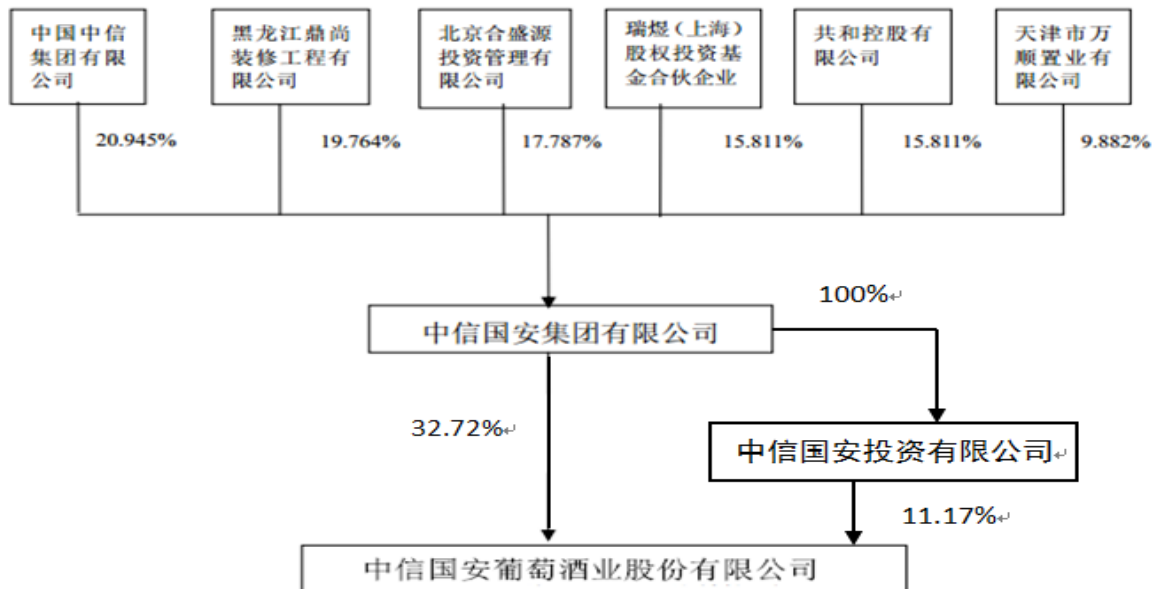 中国中信
集团有限
公司
黑龙江鼎尚
装修工程有
限公司
北京合盛源
投资管理有
限公司
瑞煜（上海）
股权投资基
金合伙企业
共和控股有
限公司
天津市万
顺置业有
限公司
20.945%
19.764%
17.787%
15.811%
15.811%
9.882%
100%
中信国安集团有限公司
32.72%
中信国安投资有限公司
11.17%
中信国安葡萄酒业股份有限公司